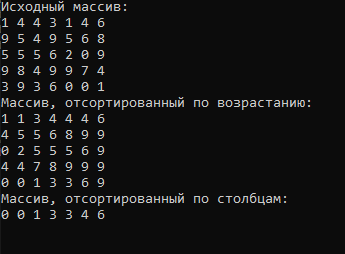 Исходный массив:
1 4 4 3 1 4 6
9 5 4 9 5 6 8
5 5 5 6 2 0 9
9 8 4 9 9 7 4
3 9 3 6 0 0 1
Массив, отсортированный по возрастанию:
1 1 3 4 4 4 6
4 5 5 6 8 9 9
0 2 5 5 5 6 9
4 4 7 8 9 9 9
0 0 1 3 3 6 9
Массив, отсортированный по столбцам:
0 0 1 3 3 4 6